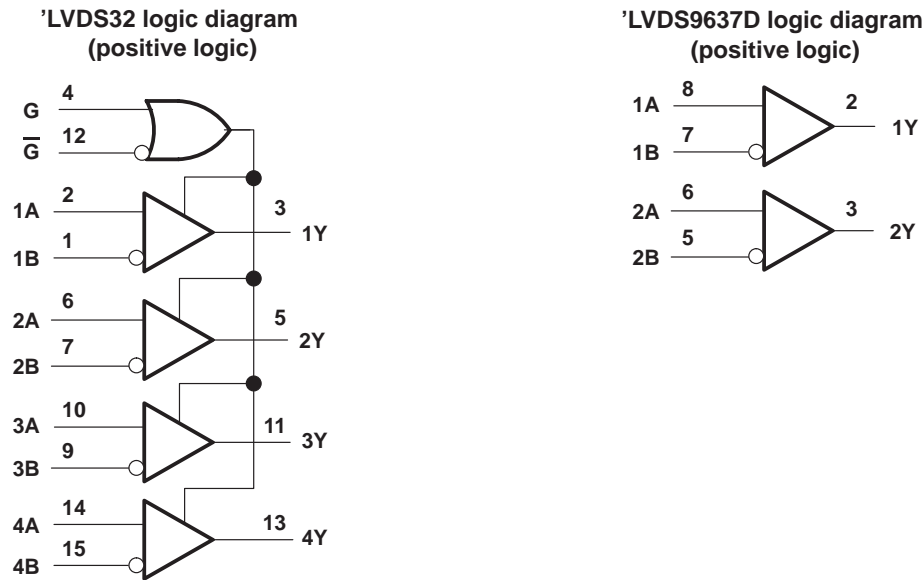 ’LVDS32 logic diagram
(positive logic)
G
4
G̅
12
1A
2
1B
1
3
1Y
2A
6
2B
7
5
2Y
3A
10
3B
9
11
3Y
4A
14
4B
15
13
4Y
’LVDS9637D logic diagram
(positive logic)
1A
8
1B
7
2
1Y
2A
6
2B
5
3
2Y